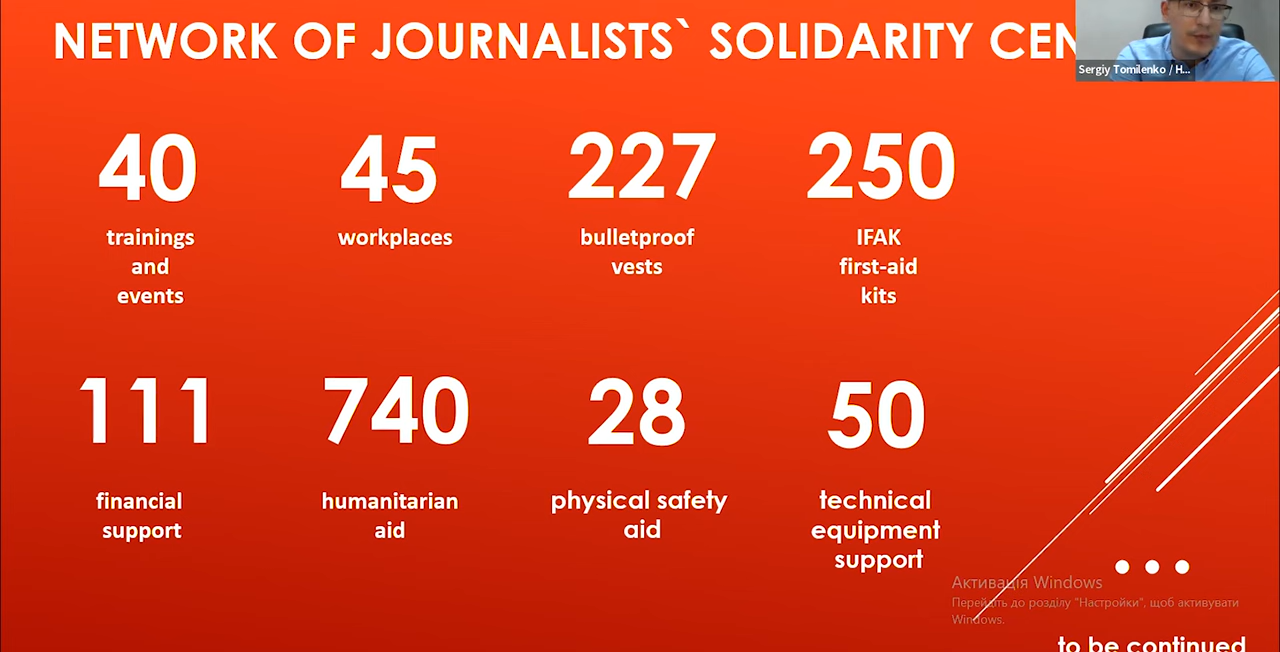 NETWORK OF JOURNALISTS` SOLIDARITY CEN
Sergiy Tomilenko / H...
40
trainings
and
events
45
workplaces
227
bulletproof
vests
250
IFAK
first-aid
kits
111
financial
support
740
humanitarian
aid
28
physical safety
aid
50
technical
equipment
support
Активація Windows
Перейдіть до розділу "Настройки", щоб активувати
Windows.
to be continued